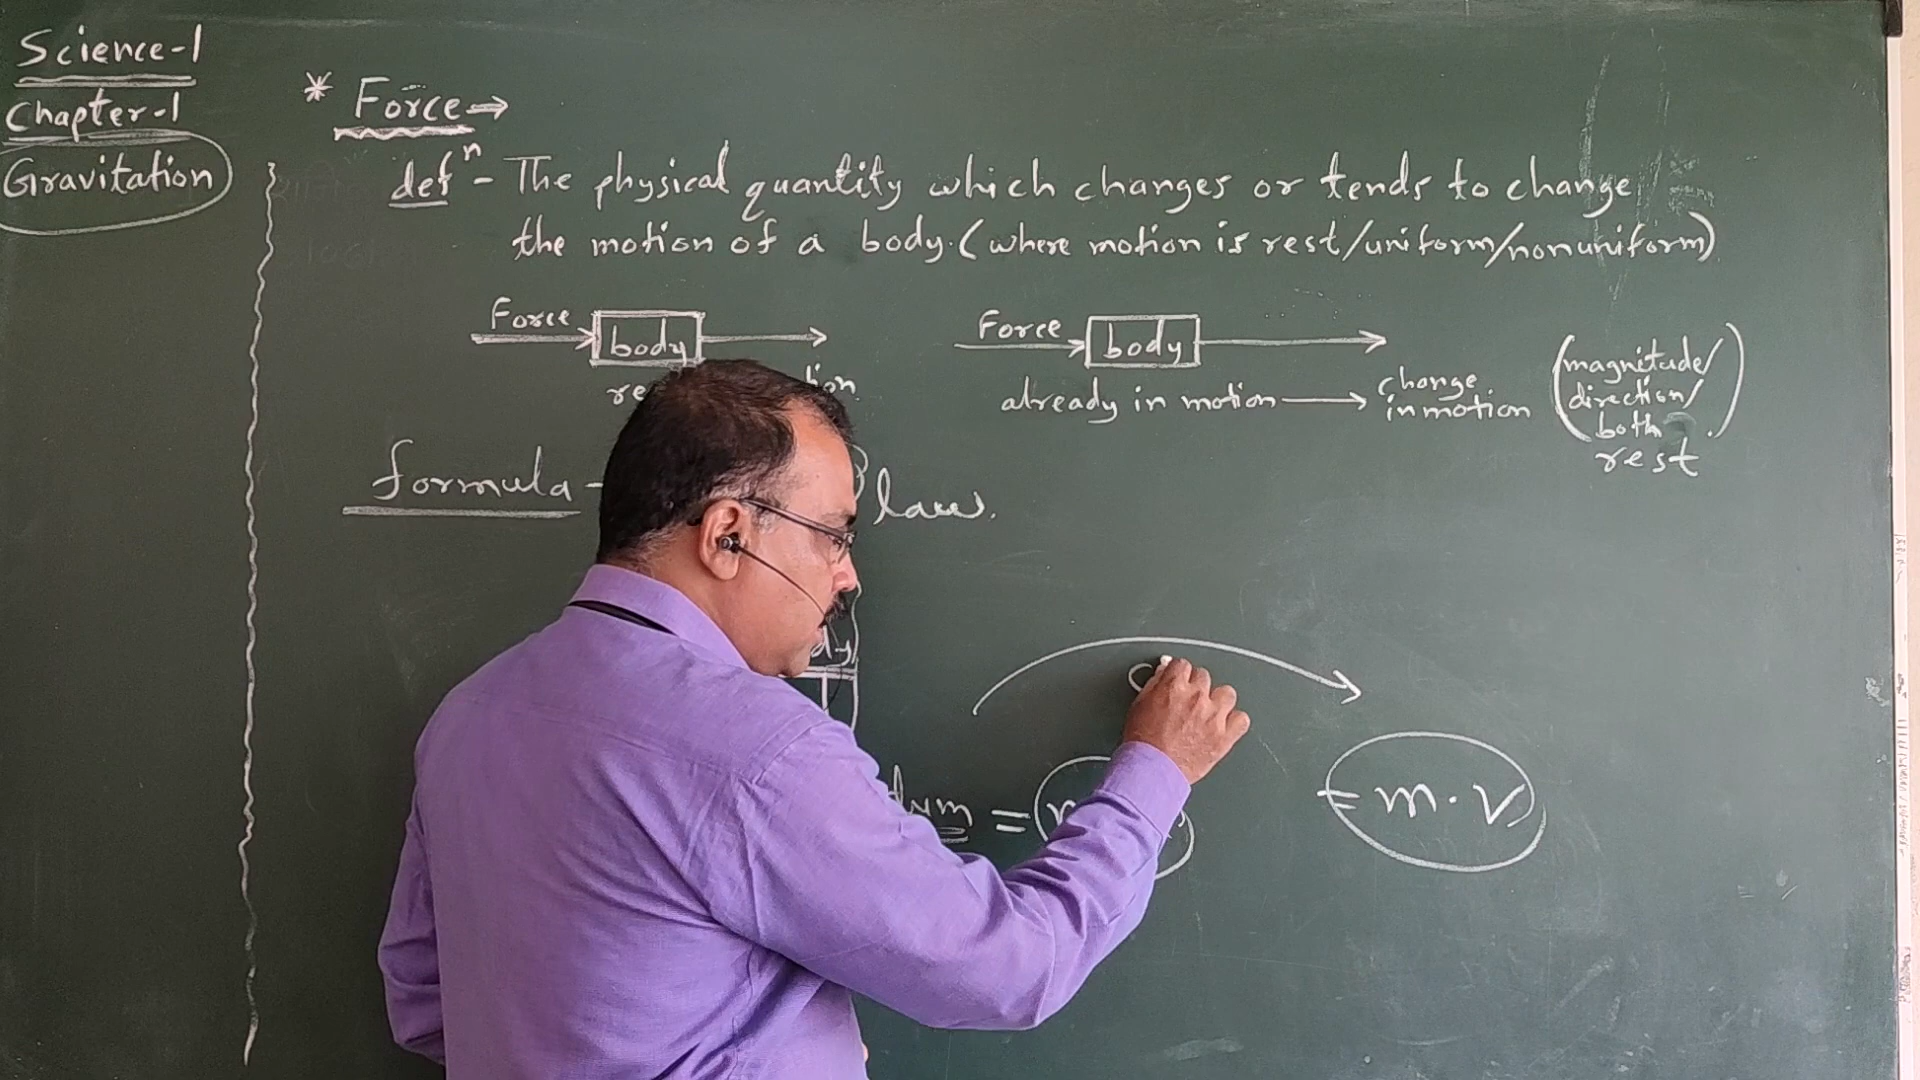 Science-1
Chapter-1
Gravitation
* Force→
defⁿ - The physical quantity which changes or tends to change
the motion of a body. (where motion is rest/uniform/nonuniform)
Force body
Force body
already in motion → change in motion (magnitude/direction/both.)
rest
formula - law.
= = m · v